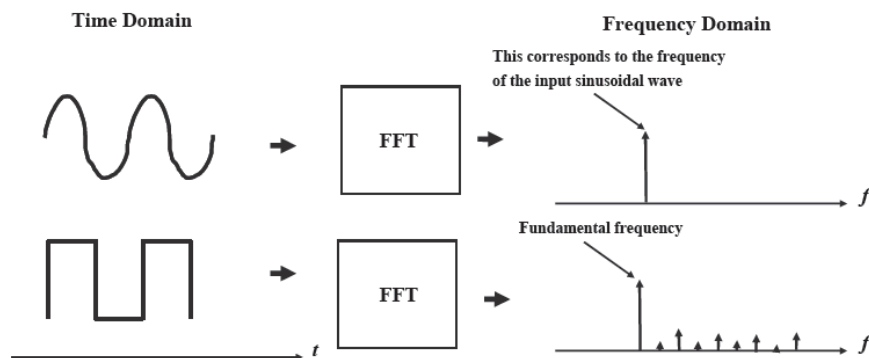 Time Domain
Frequency Domain
This corresponds to the frequency
of the input sinusoidal wave
FFT
f
Fundamental frequency
FFT
t
f